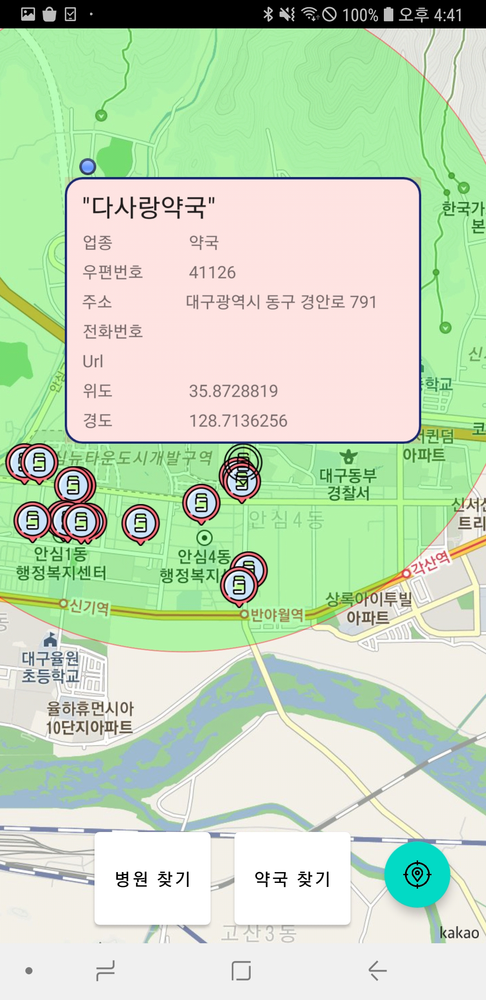 100% 오후 4:41
한국가
본
"다사랑약국"
업종 약국
우편번호 41126
주소 대구광역시 동구 경안로 791
전화번호
Url
위도 35.8728819
경도 128.7136256
등학교
코
서퀸덤
아파트
심뉴타운도시개발구역
대구동부
경찰서
안심4동
트리
안심1동
행정복지센터
안심4동
행정복지
각산역
신기역
반야월역
상록아이투빌
아파트
동
대구율원
초등학교
율하휴먼시아
10단지아파트
병원 찾기
약국 찾기
고산3동
kakao